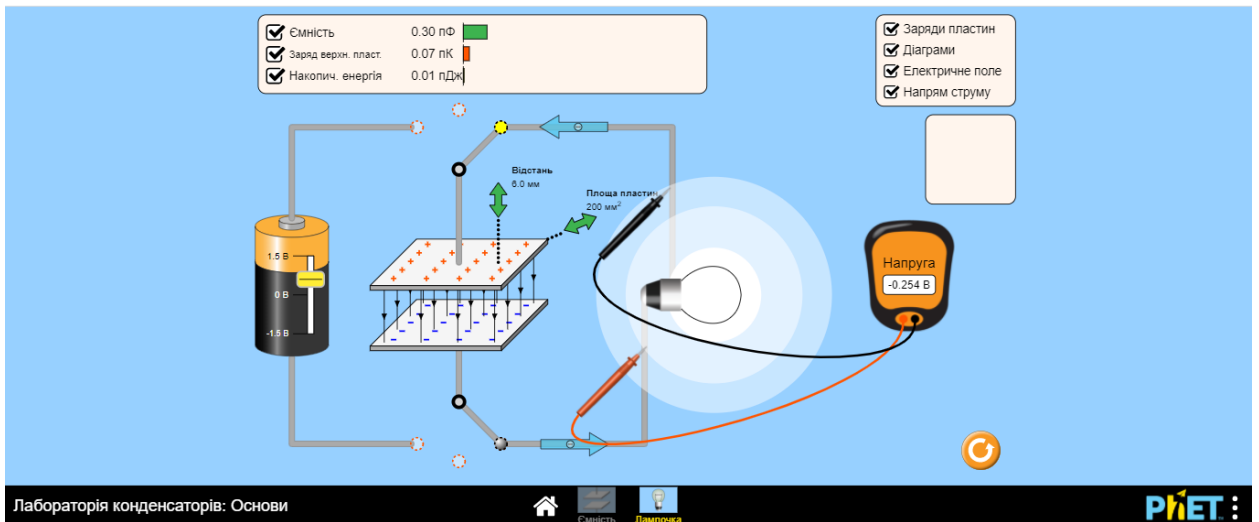 Ємність 0.30 пФ
Заряд верхн. пласт. 0.07 пК
Накопич. енергія 0.01 пДж
Заряди пластин
Діаграми
Електричне поле
Напрям струму
Відстань
6.0 мм
Площа пластин
200 мм²
1.5 В
0 В
-1.5 В
Напруга
-0.254 В
Лабораторія конденсаторів: Основи
Ємність
Лампочка
PhET